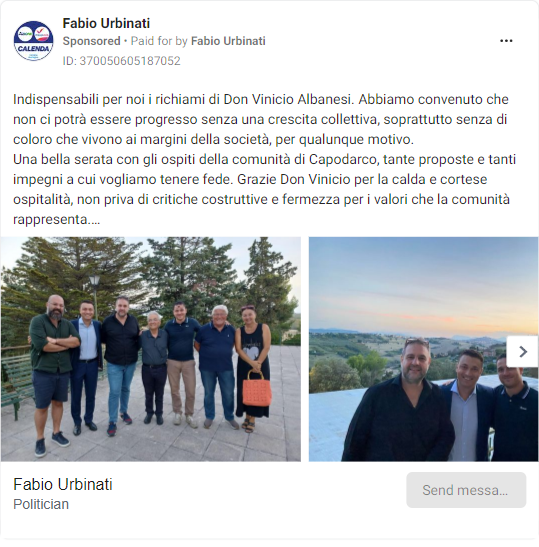 Fabio Urbinati
Sponsored • Paid for by Fabio Urbinati
ID: 370050605187052
CALENDA
Indispensabili per noi i richiami di Don Vinicio Albanesi. Abbiamo convenuto che
non ci potrà essere progresso senza una crescita collettiva, soprattutto senza di
coloro che vivono ai margini della società, per qualunque motivo.
Una bella serata con gli ospiti della comunità di Capodarco, tante proposte e tanti
impegni a cui vogliamo tenere fede. Grazie Don Vinicio per la calda e cortese
ospitalità, non priva di critiche costruttive e fermezza per i valori che la comunità
rappresenta....
Fabio Urbinati
Politician
Send messa...